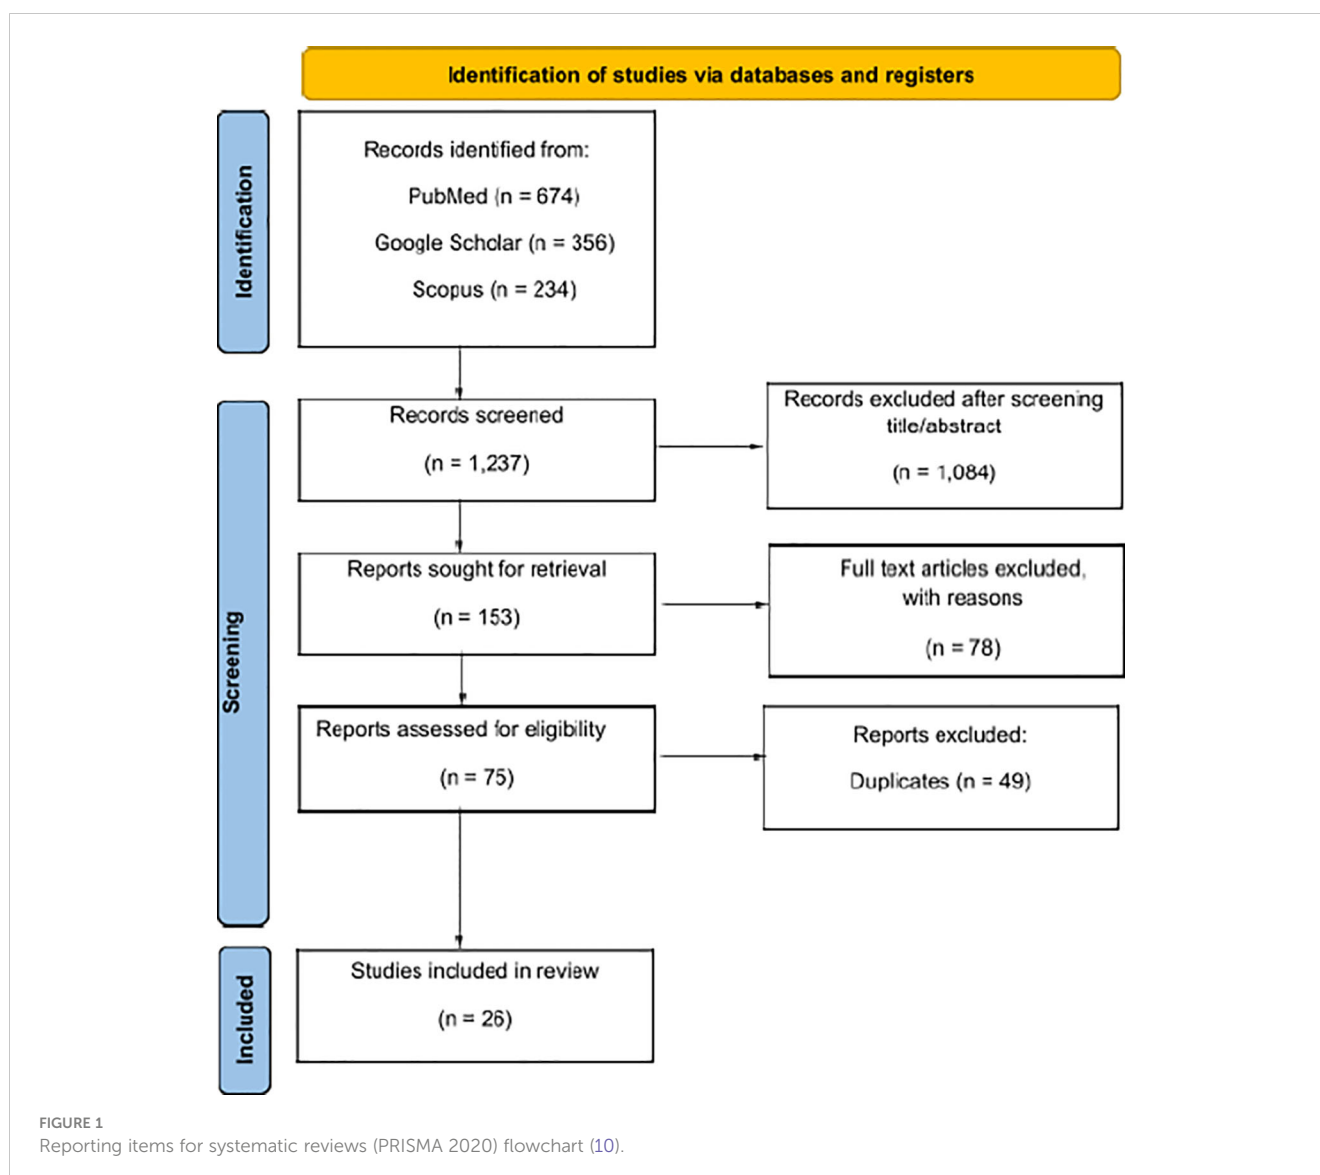 Identification of studies via databases and registers
Identification
Records identified from:
PubMed (n = 674)
Google Scholar (n = 356)
Scopus (n = 234)
Screening
Records screened
(n = 1,237)
Records excluded after screening
title/abstract
(n = 1,084)
Reports sought for retrieval
(n = 153)
Full text articles excluded,
with reasons
(n = 78)
Reports assessed for eligibility
(n = 75)
Reports excluded:
Duplicates (n = 49)
Included
Studies included in review
(n = 26)
FIGURE 1
Reporting items for systematic reviews (PRISMA 2020) flowchart (10).